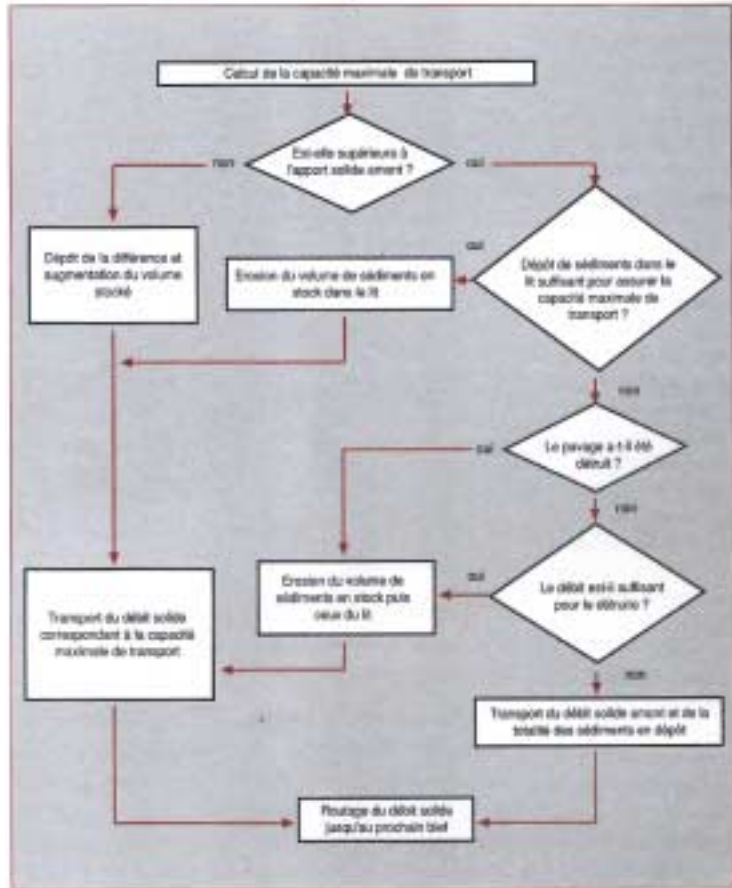 Calcul de la capacité maximale de transport
Est-elle supérieure à
l'apport solide amont ?
non
oui
Dépôt de la différence et
augmentation du volume
stocké
Erosion du volume de sédiments en
stock dans le lit
oui
Dépôt de sédiments dans le
lit suffisant pour assurer la
capacité maximale de
transport ?
non
Le pavage a-t-il été
détruit ?
oui
non
Erosion du volume de
sédiments en stock puis
ceux du lit
oui
Le débit est-il suffisant
pour le détruire ?
Transport du débit solide
correspondant à la capacité
maximale de transport
non
Transport du débit solide amont et de la
totalité des sédiments en dépôt
Routage du débit solide
jusqu'au prochain bief